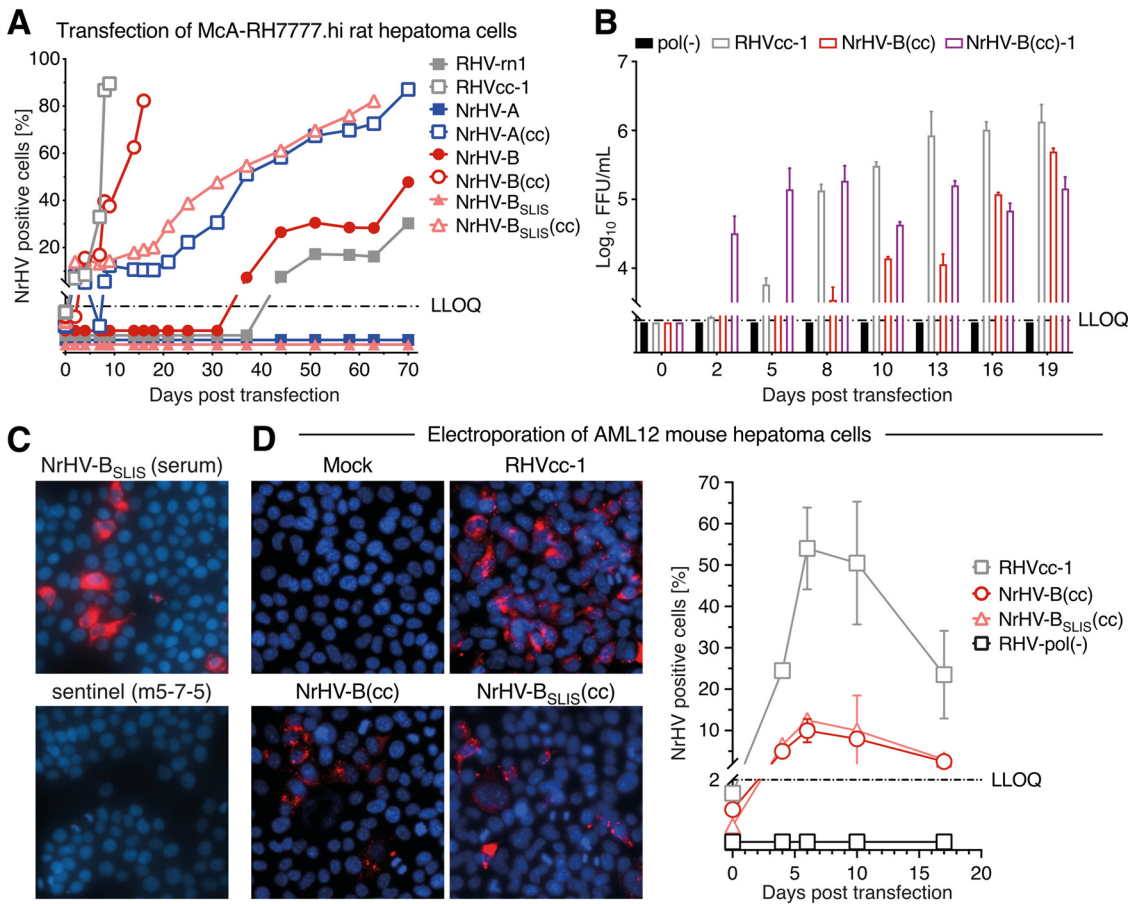 A
Transfection of McA-RH7777.hi rat hepatoma cells
NrHV positive cells [%]
100
80
60
40
20
LLOQ
0 10 20 30 40 50 60 70
Days post transfection
RHV-rn1
RHVcc-1
NrHV-A
NrHV-A(cc)
NrHV-B
NrHV-B(cc)
NrHV-BSLIS
NrHV-BSLIS(cc)
B
pol(-) RHVcc-1 NrHV-B(cc) NrHV-B(cc)-1
Log10 FFU/mL
7
6
5
4
LLOQ
0 2 5 8 10 13 16 19
Days post transfection
C
NrHV-BSLIS (serum)
sentinel (m5-7-5)
D
Electroporation of AML12 mouse hepatoma cells
Mock
RHVcc-1
NrHV-B(cc)
NrHV-BSLIS(cc)
NrHV positive cells [%]
70
60
50
40
30
20
10
2
LLOQ
0 5 10 15 20
Days post transfection
RHVcc-1
NrHV-B(cc)
NrHV-BSLIS(cc)
RHV-pol(-)